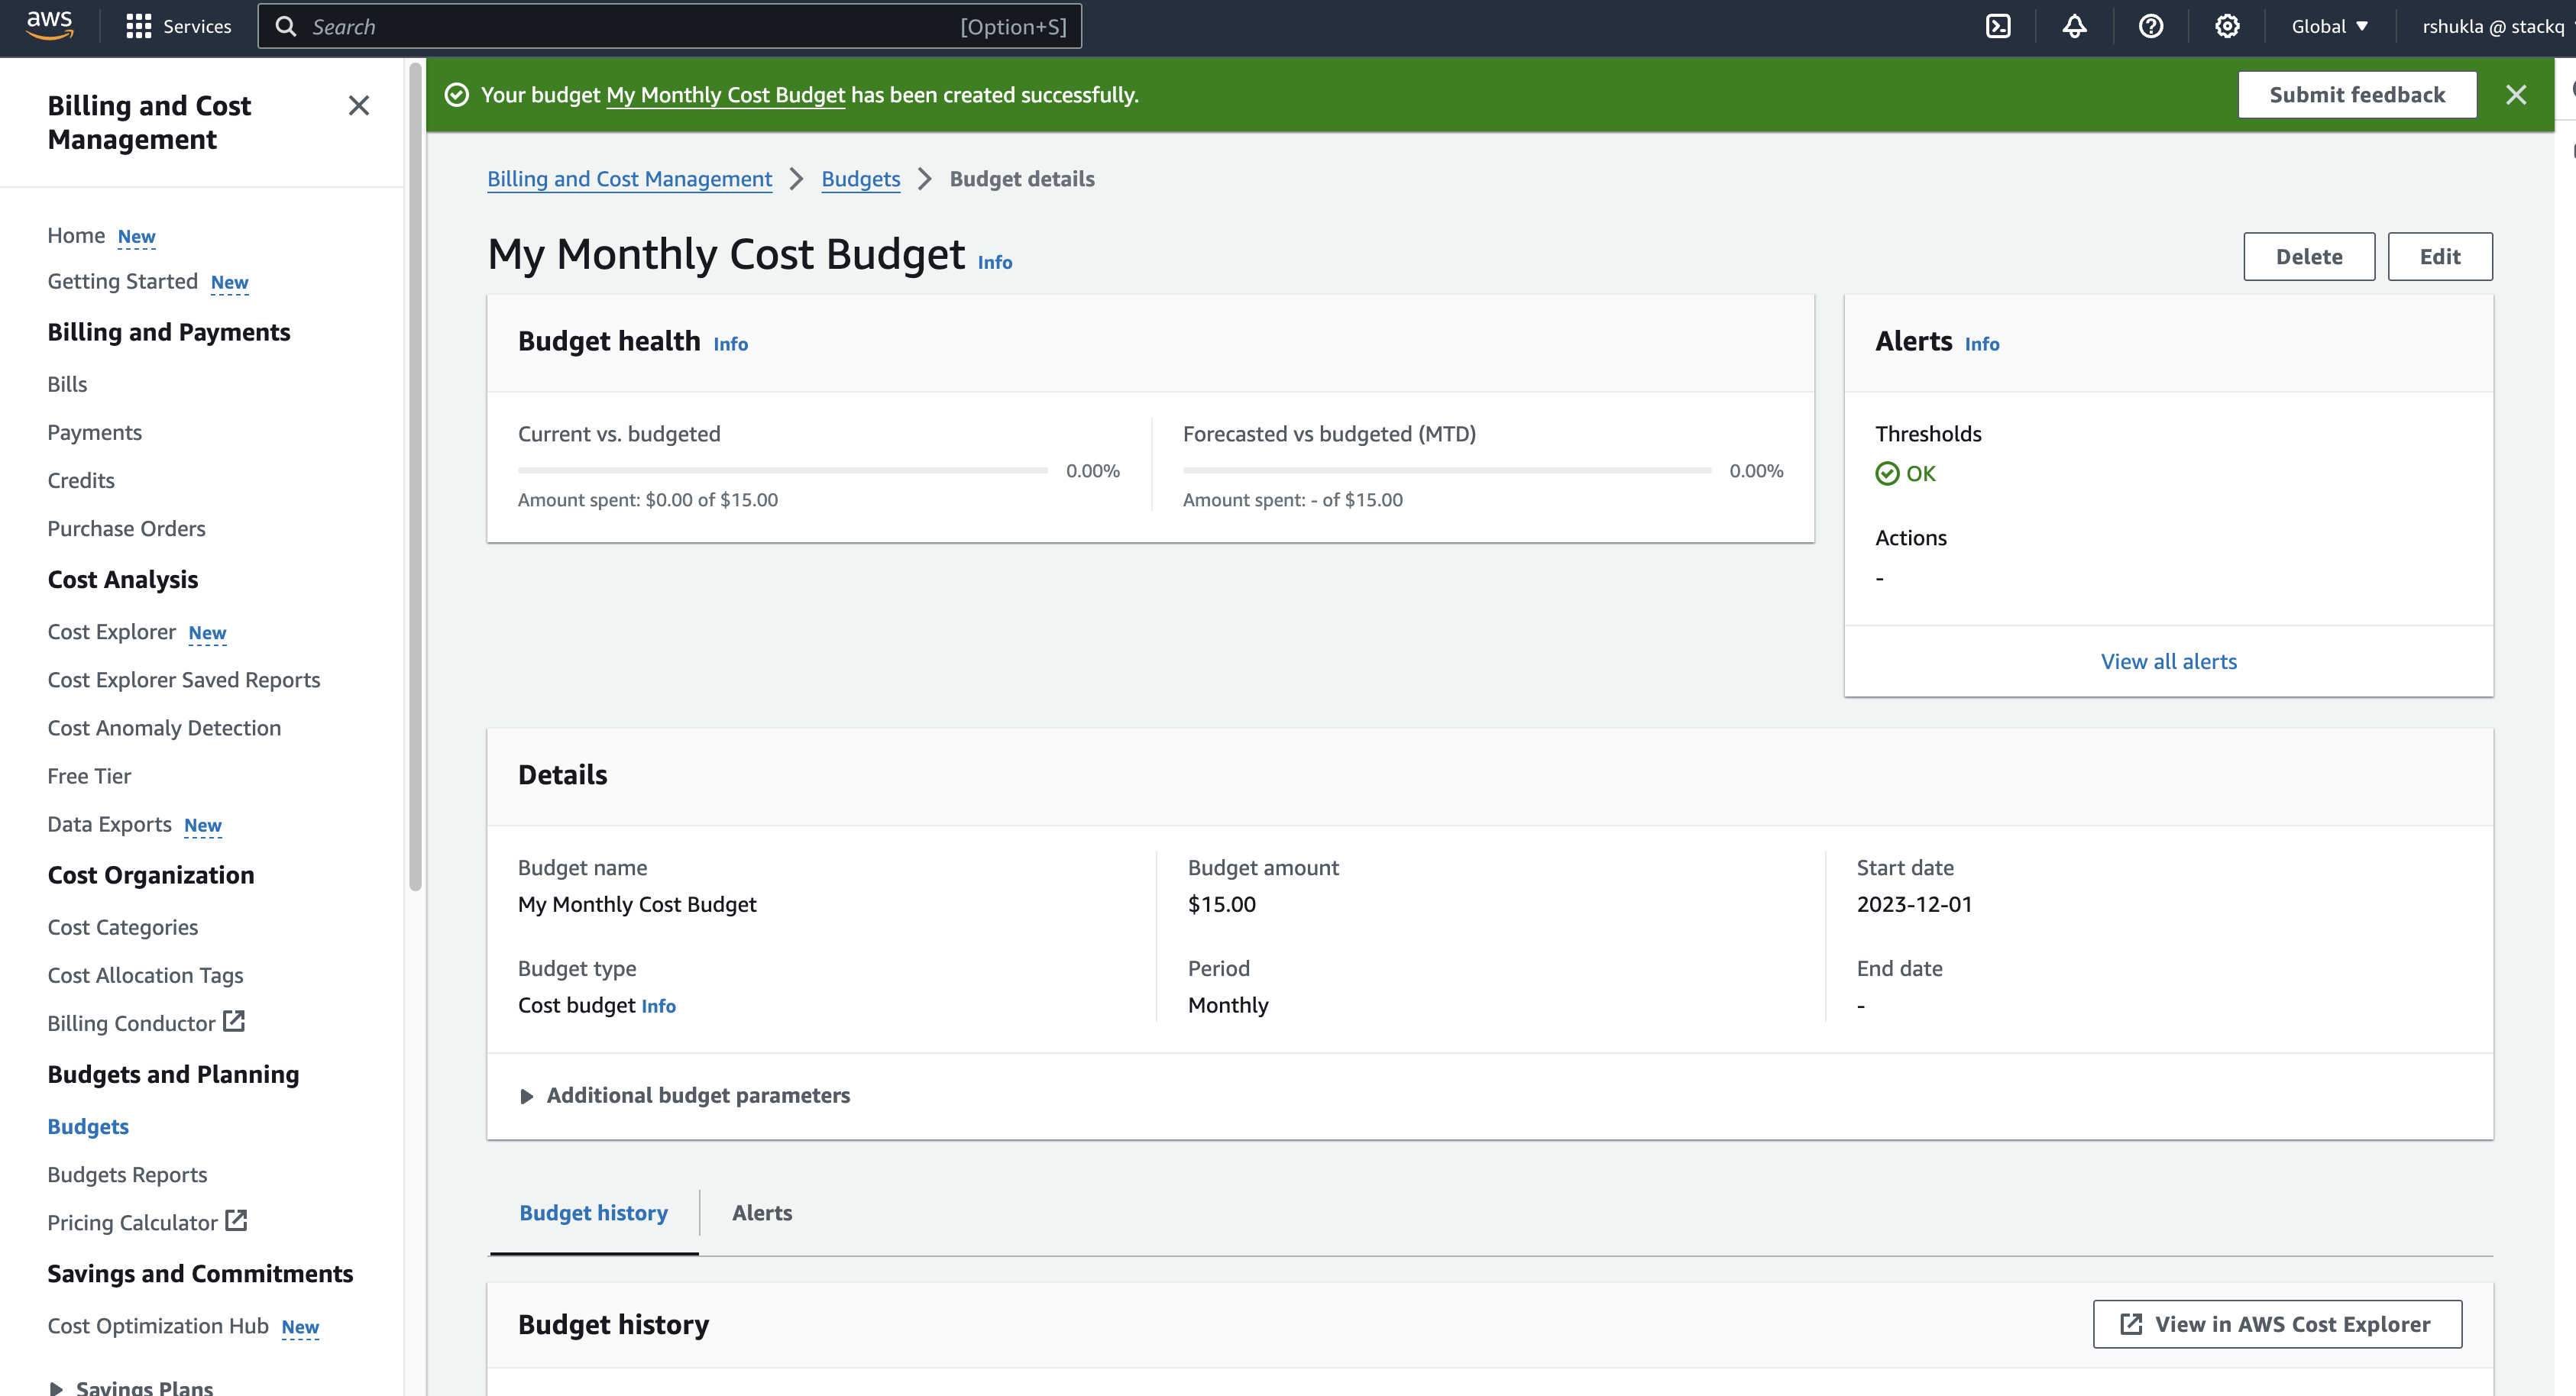 aws
Services
Search
[Option+S]
Global
rshukla @ stackq
Billing and Cost
Management
Home New
Getting Started New
Billing and Payments
Bills
Payments
Credits
Purchase Orders
Cost Analysis
Cost Explorer New
Cost Explorer Saved Reports
Cost Anomaly Detection
Free Tier
Data Exports New
Cost Organization
Cost Categories
Cost Allocation Tags
Billing Conductor
Budgets and Planning
Budgets
Budgets Reports
Pricing Calculator
Savings and Commitments
Cost Optimization Hub New
Savings Plans
Your budget My Monthly Cost Budget has been created successfully.
Submit feedback
Billing and Cost Management
Budgets
Budget details
My Monthly Cost Budget Info
Delete
Edit
Budget health Info
Current vs. budgeted
0.00%
Amount spent: $0.00 of $15.00
Forecasted vs budgeted (MTD)
0.00%
Amount spent: - of $15.00
Alerts Info
Thresholds
OK
Actions
-
View all alerts
Details
Budget name
My Monthly Cost Budget
Budget type
Cost budget Info
Budget amount
$15.00
Period
Monthly
Start date
2023-12-01
End date
-
Additional budget parameters
Budget history
Alerts
Budget history
View in AWS Cost Explorer